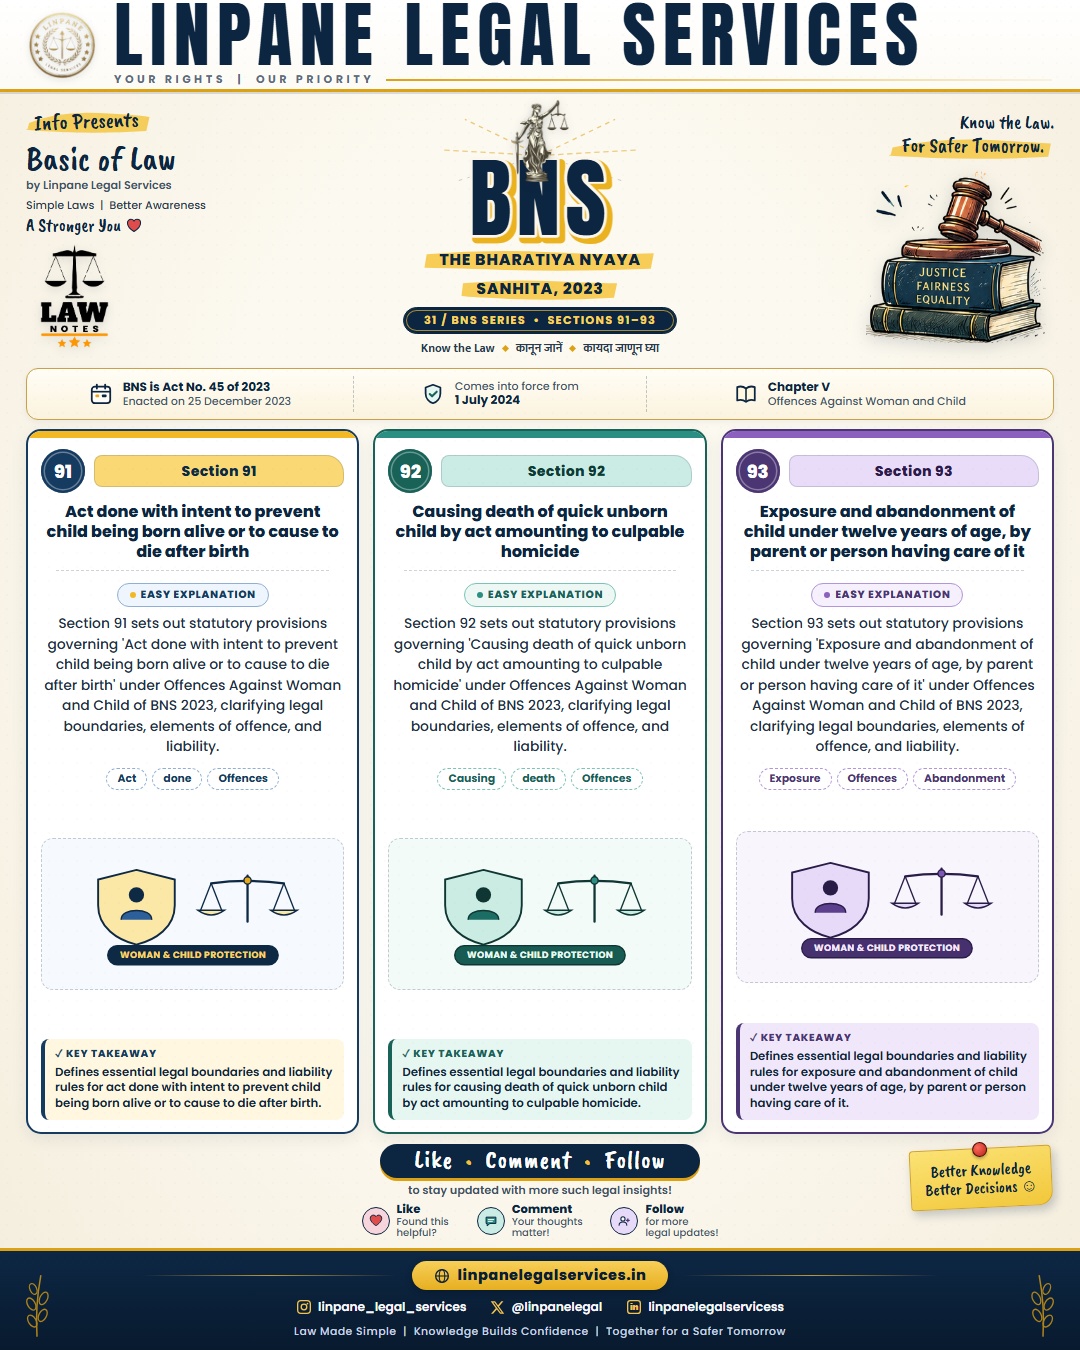 LINPANE LEGAL SERVICES
YOUR RIGHTS | OUR PRIORITY
Info Presents
Basic of Law
by Linpane Legal Services
Simple Laws | Better Awareness
A Stronger You
LAW
NOTES
BNS
THE BHARATIYA NYAYA
SANHITA, 2023
31 / BNS SERIES • SECTIONS 91–93
Know the Law ◆ कानून जानें ◆ कायदा जाणून घ्या
Know the Law.
For Safer Tomorrow.
JUSTICE
FAIRNESS
EQUALITY
BNS is Act No. 45 of 2023
Enacted on 25 December 2023
Comes into force from
1 July 2024
Chapter V
Offences Against Woman and Child
91
Section 91
Act done with intent to prevent
child being born alive or to cause to
die after birth
EASY EXPLANATION
Section 91 sets out statutory provisions
governing 'Act done with intent to prevent
child being born alive or to cause to die
after birth' under Offences Against Woman
and Child of BNS 2023, clarifying legal
boundaries, elements of offence, and
liability.
Act done Offences
WOMAN & CHILD PROTECTION
✓ KEY TAKEAWAY
Defines essential legal boundaries and liability
rules for act done with intent to prevent child
being born alive or to cause to die after birth.
92
Section 92
Causing death of quick unborn
child by act amounting to culpable
homicide
EASY EXPLANATION
Section 92 sets out statutory provisions
governing 'Causing death of quick unborn
child by act amounting to culpable
homicide' under Offences Against Woman
and Child of BNS 2023, clarifying legal
boundaries, elements of offence, and
liability.
Causing death Offences
WOMAN & CHILD PROTECTION
✓ KEY TAKEAWAY
Defines essential legal boundaries and liability
rules for causing death of quick unborn child
by act amounting to culpable homicide.
93
Section 93
Exposure and abandonment of
child under twelve years of age, by
parent or person having care of it
EASY EXPLANATION
Section 93 sets out statutory provisions
governing 'Exposure and abandonment of
child under twelve years of age, by parent
or person having care of it' under Offences
Against Woman and Child of BNS 2023,
clarifying legal boundaries, elements of
offence, and liability.
Exposure Offences Abandonment
WOMAN & CHILD PROTECTION
✓ KEY TAKEAWAY
Defines essential legal boundaries and liability
rules for exposure and abandonment of child
under twelve years of age, by parent or person
having care of it.
Like • Comment • Follow
to stay updated with more such legal insights!
Like
Found this
helpful?
Comment
Your thoughts
matter!
Follow
for more
legal updates!
Better Knowledge
Better Decisions ☺
linpanelegalservices.in
linpane_legal_services @linpanelegal linpanelegalservicess
Law Made Simple | Knowledge Builds Confidence | Together for a Safer Tomorrow